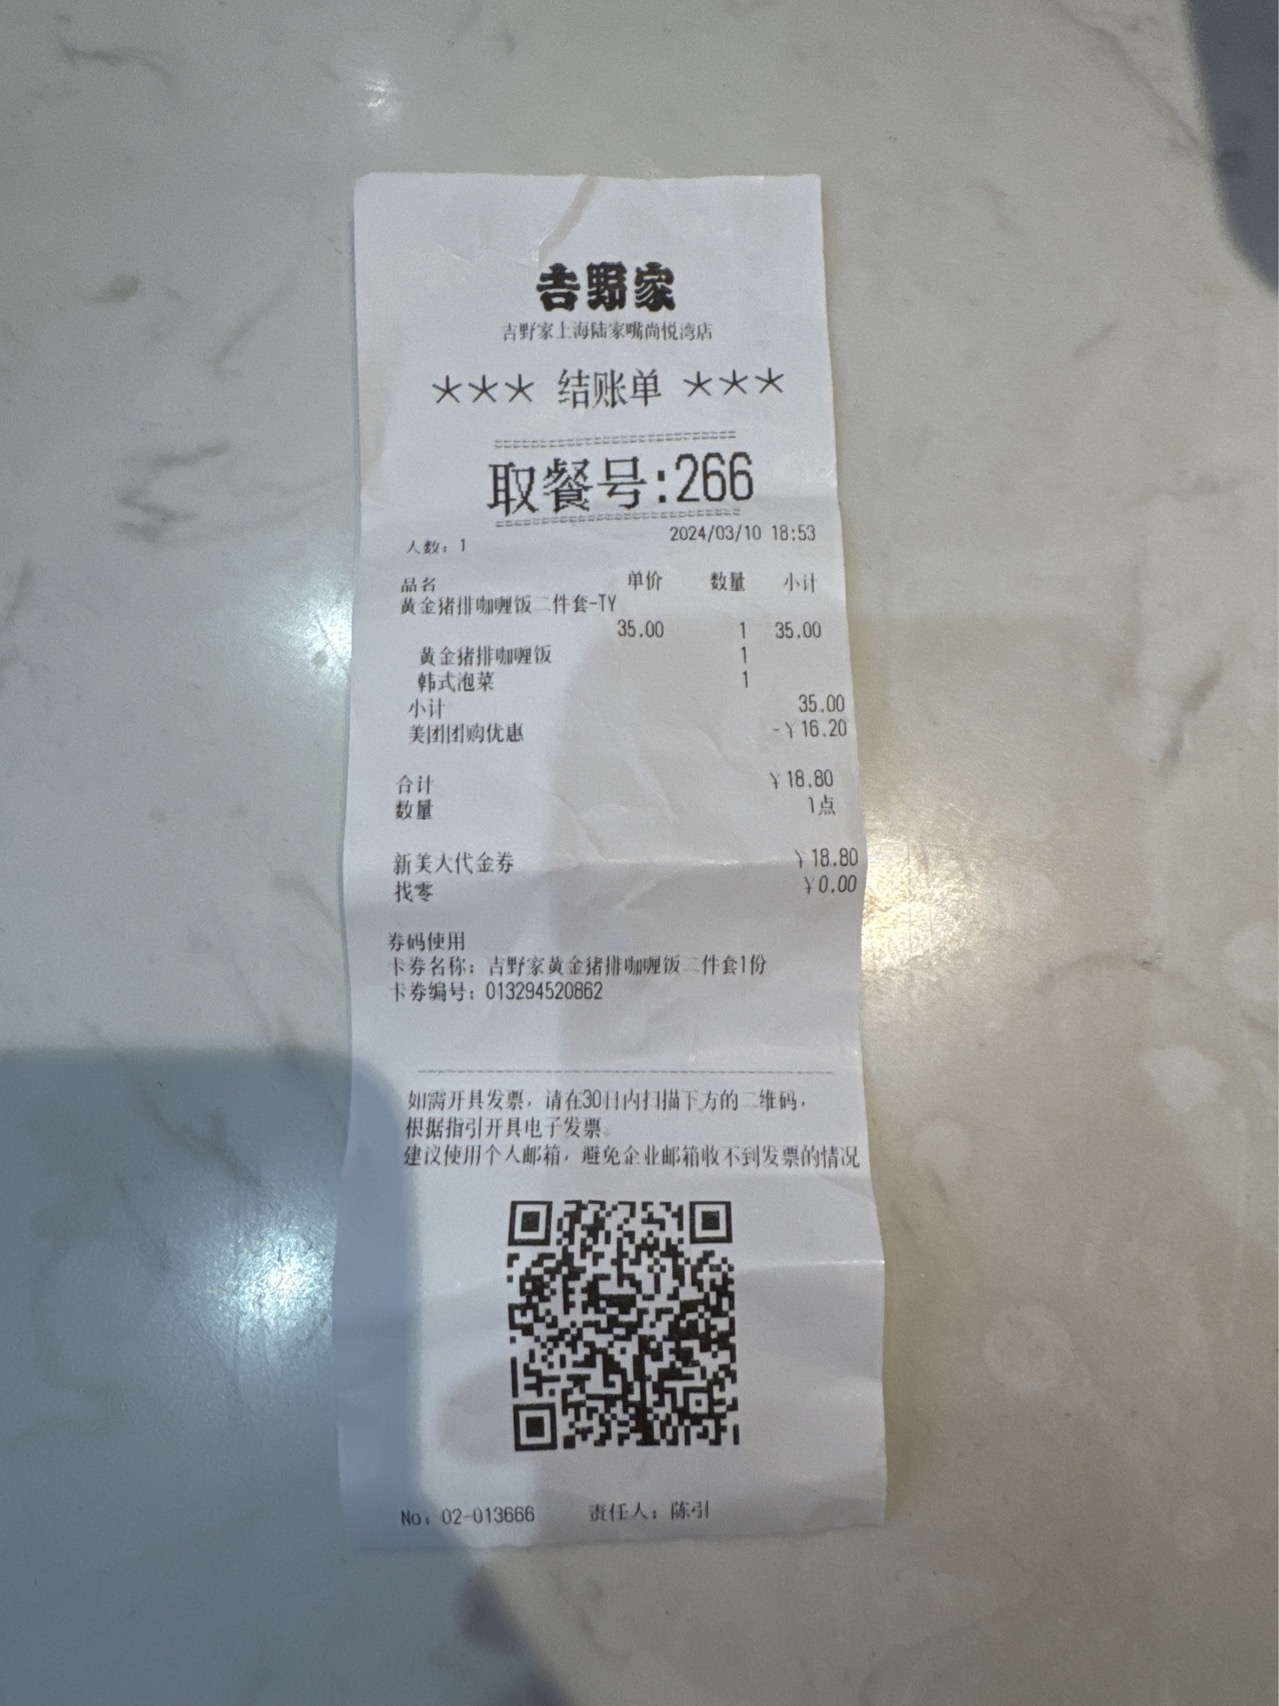 吉野家
吉野家上海陆家嘴尚悦湾店
*** 结账单 ***
取餐号:266
人数: 1 2024/03/10 18:53
品名 单价 数量 小计
黄金猪排咖喱饭二件套-TY
35.00 1 35.00
黄金猪排咖喱饭 1
韩式泡菜 1
小计 35.00
美团团购优惠 -¥16.20
合计 ¥18.80
数量 1点
新美大代金券 ¥18.80
找零 ¥0.00
券码使用
卡券名称: 吉野家黄金猪排咖喱饭二件套1份
卡券编号: 013294520862
如需开具发票，请在30日内扫描下方的二维码，
根据指引开具电子发票。
建议使用个人邮箱，避免企业邮箱收不到发票的情况
No: 02-013666 责任人: 陈引